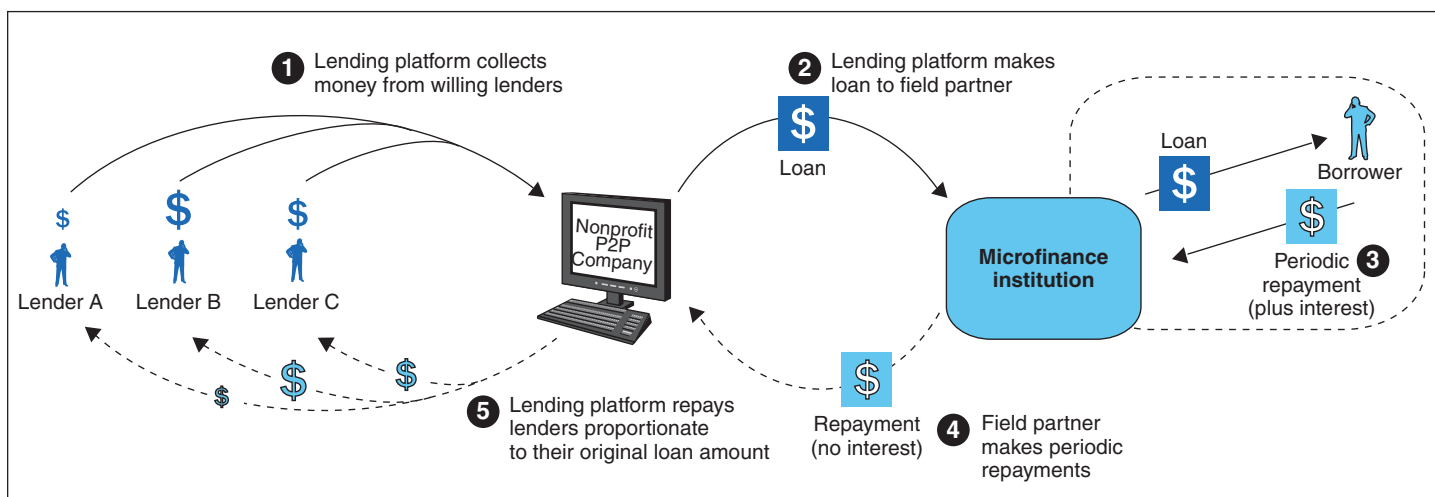 1 Lending platform collects
money from willing lenders
2 Lending platform makes
loan to field partner
$
Loan
Loan
$
Borrower
$
$
$
$
Nonprofit
P2P
Company
Microfinance
institution
$
Periodic 3
repayment
(plus interest)
Lender A
Lender B
Lender C
$
$
$
5 Lending platform repays
lenders proportionate
to their original loan amount
$
Repayment
(no interest)
4 Field partner
makes periodic
repayments